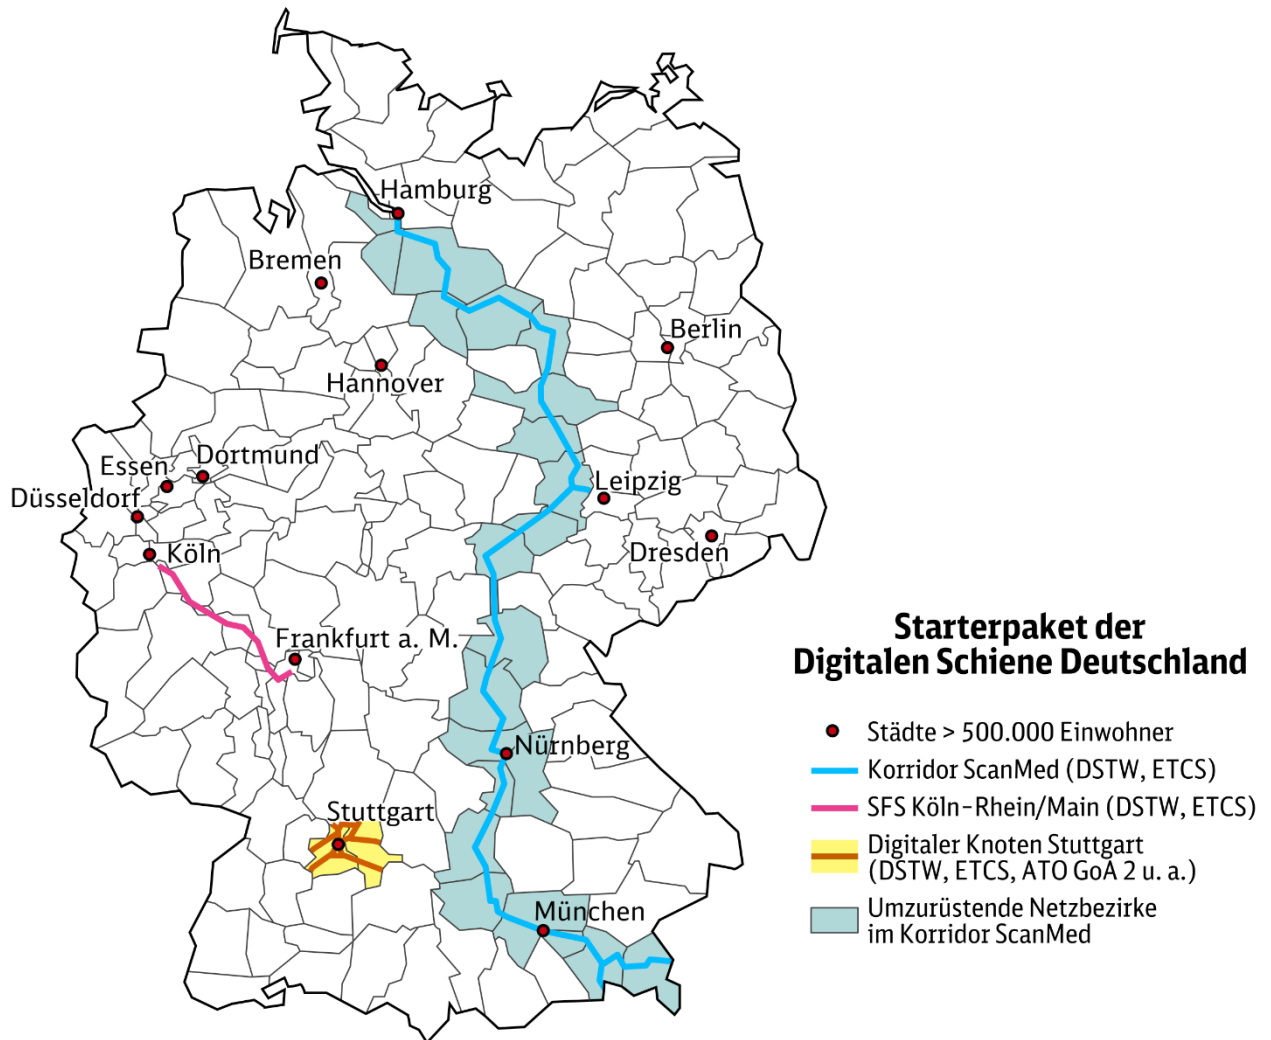 Hamburg
Bremen
Berlin
Hannover
Dortmund
Essen
Leipzig
Düsseldorf
Dresden
Köln
Frankfurt a. M.
Nürnberg
Stuttgart
München
Starterpaket der
Digitalen Schiene Deutschland
Städte > 500.000 Einwohner
Korridor ScanMed (DSTW, ETCS)
SFS Köln–Rhein/Main (DSTW, ETCS)
Digitaler Knoten Stuttgart
(DSTW, ETCS, ATO GoA 2 u. a.)
Umzurüstende Netzbezirke
im Korridor ScanMed